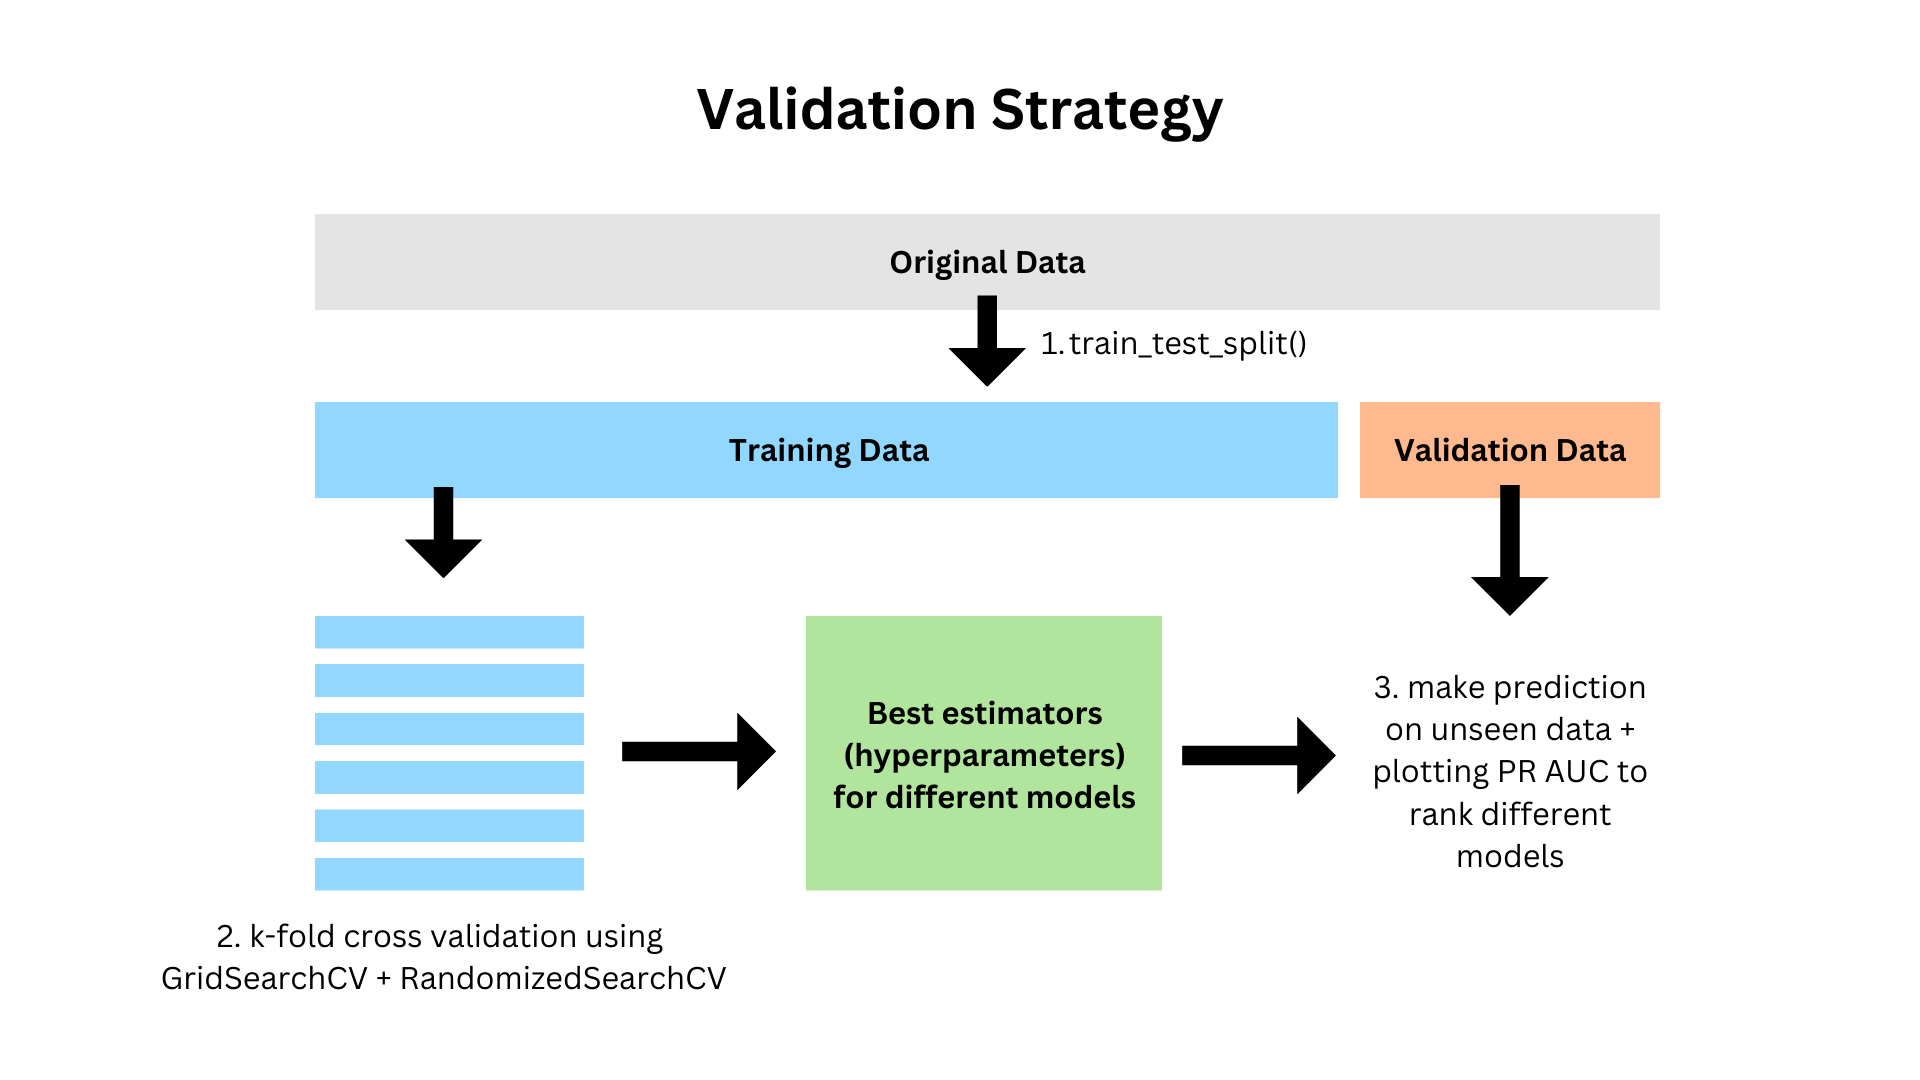 Validation Strategy
Original Data
1. train_test_split()
Training Data
Validation Data
Best estimators
(hyperparameters)
for different models
3. make prediction
on unseen data +
plotting PR AUC to
rank different
models
2. k-fold cross validation using
GridSearchCV + RandomizedSearchCV